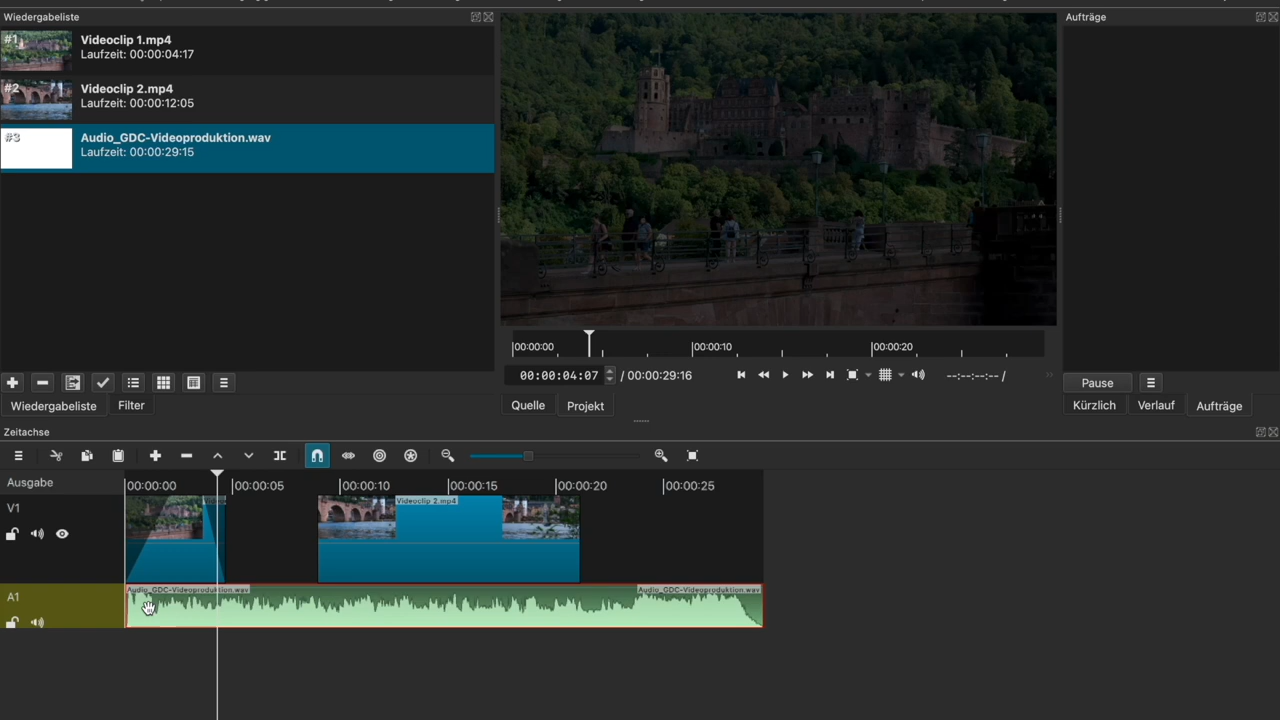 Wiedergabeliste
#1
Videoclip 1.mp4
Laufzeit: 00:00:04:17
#2
Videoclip 2.mp4
Laufzeit: 00:00:12:05
#3
Audio_GDC-Videoproduktion.wav
Laufzeit: 00:00:29:15
Wiedergabeliste
Filter
00:00:00
00:00:10
00:00:20
00:00:04:07 / 00:00:29:16
--:--:--:-- /
Quelle
Projekt
Aufträge
Pause
Kürzlich
Verlauf
Aufträge
Zeitachse
Ausgabe
00:00:00
00:00:05
00:00:10
00:00:15
00:00:20
00:00:25
V1
Videoclip 2.mp4
A1
Audio_GDC-Videoproduktion.wav
Audio_GDC-Videoproduktion.wav